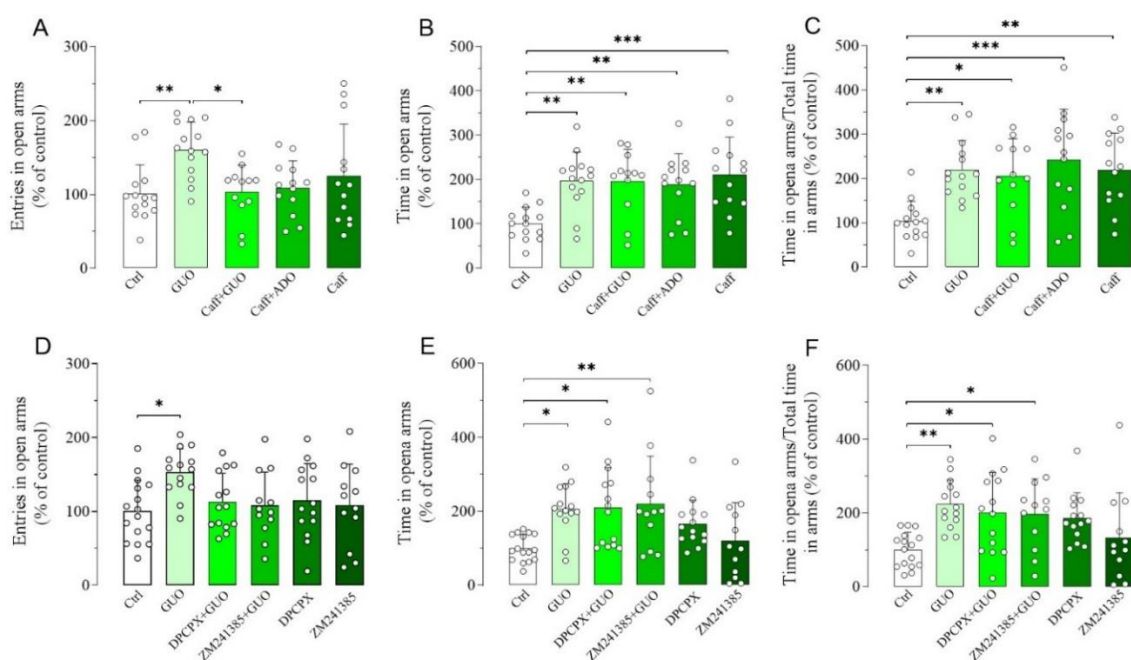 A
Entries in open arms
(% of control)
300
200
100
0
**
*
Ctrl
GUO
Caff+GUO
Caff+ADO
Caff
B
Time in open arms
(% of control)
500
400
300
200
100
0
***
**
**
**
Ctrl
GUO
Caff+GUO
Caff+ADO
Caff
C
Time in opena arms/Total time
in arms (% of control)
500
400
300
200
100
0
**
***
*
**
Ctrl
GUO
Caff+GUO
Caff+ADO
Caff
D
Entries in open arms
(% of control)
300
200
100
0
*
Ctrl
GUO
DPCPX+GUO
ZM241385+GUO
DPCPX
ZM241385
E
Time in opena arms
(% of control)
600
400
200
0
**
*
*
Ctrl
GUO
DPCPX+GUO
ZM241385+GUO
DPCPX
ZM241385
F
Time in opena arms/Total time
in arms (% of control)
600
400
200
0
*
*
**
Ctrl
GUO
DPCPX+GUO
ZM241385+GUO
DPCPX
ZM241385